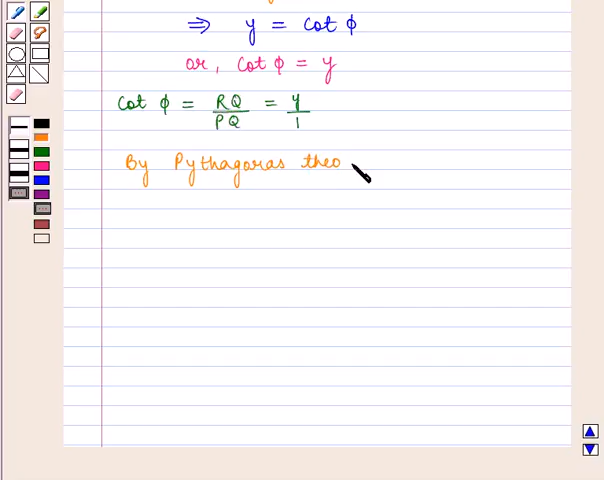 ⇒ y = cot φ
or, cot φ = y
cot φ = RQ/PQ = y/1
By Pythagoras theo